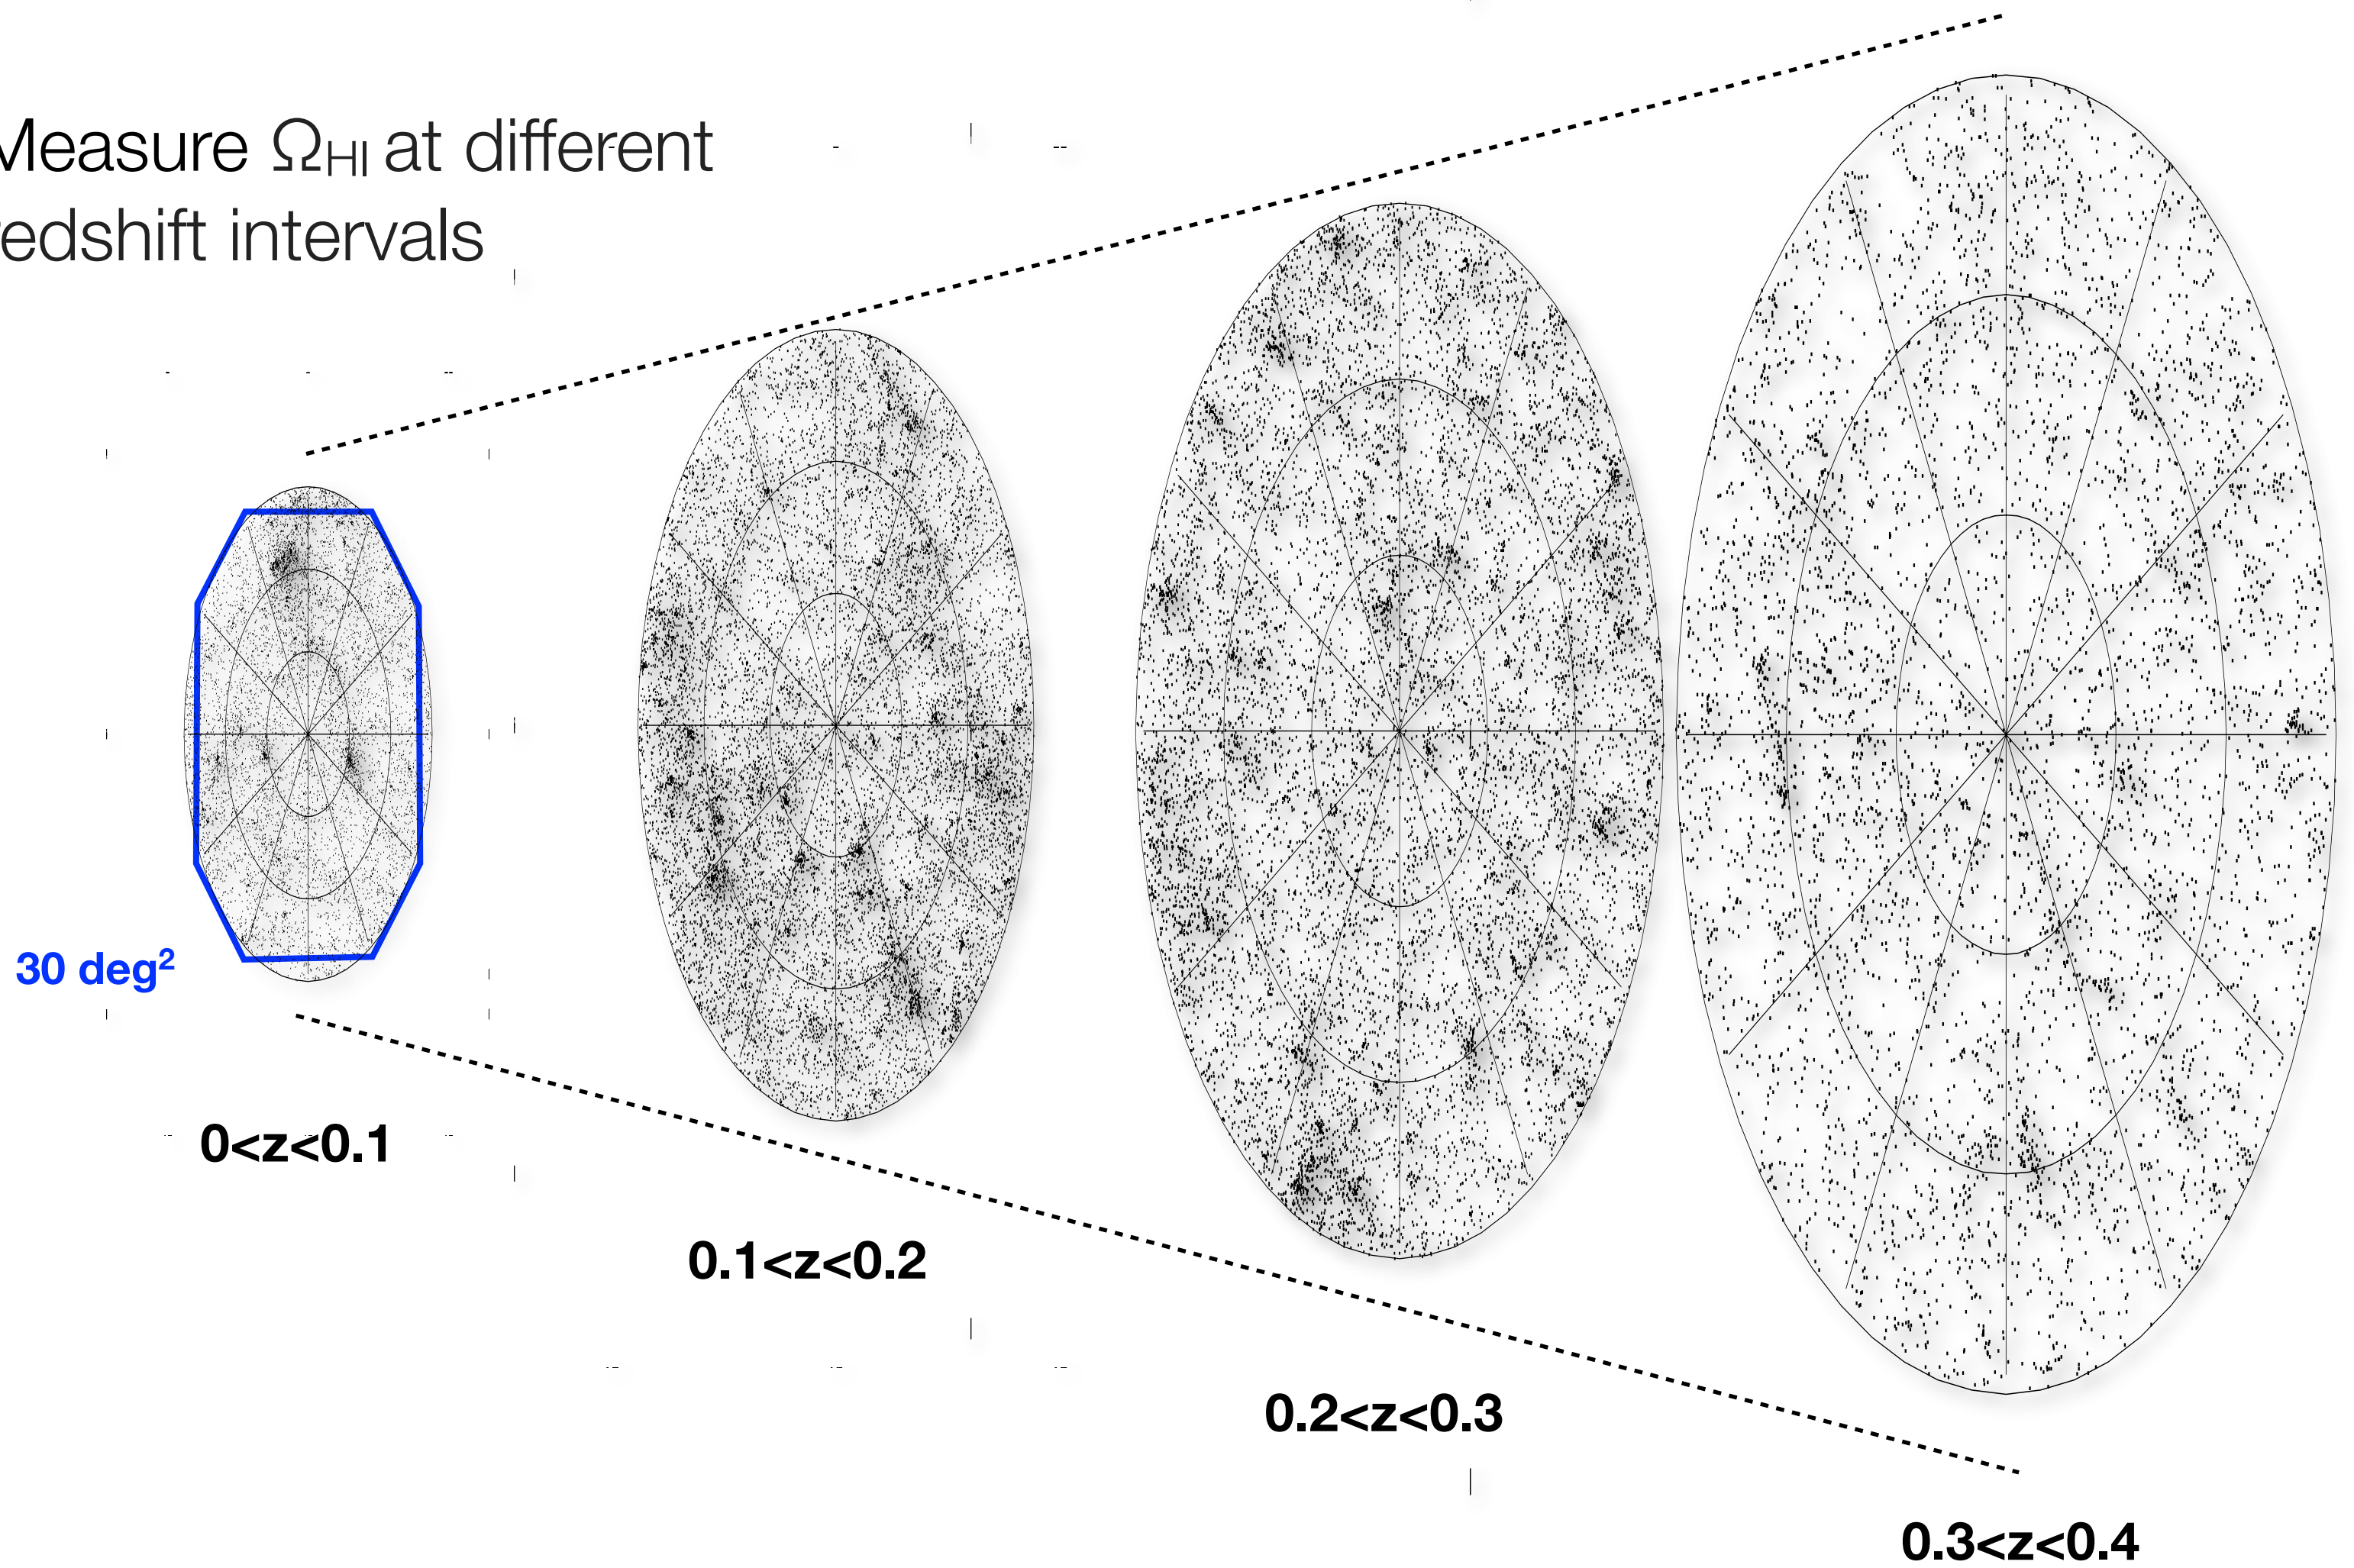 Measure Ω_HI at different
edshift intervals
30 deg²
0<z<0.1
0.1<z<0.2
0.2<z<0.3
0.3<z<0.4